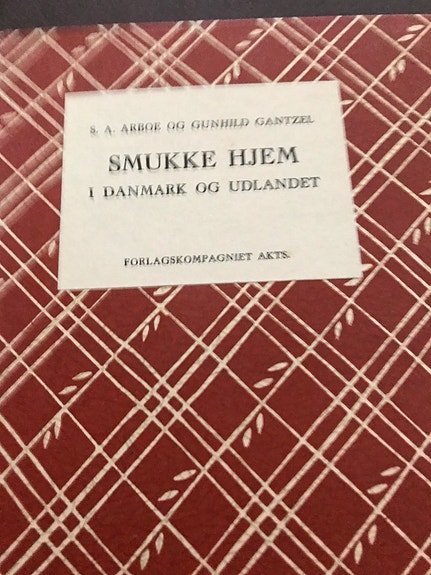 S. A. ARBOE OG GUNHILD GANTZEL
SMUKKE HJEM
I DANMARK OG UDLANDET
FORLAGSKOMPAGNIET AKTS.